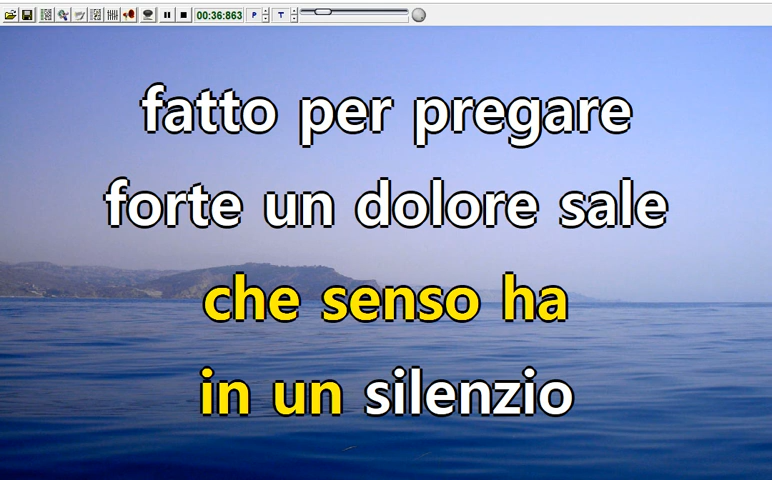 00:36:863 P T
fatto per pregare
forte un dolore sale
che senso ha
in un silenzio